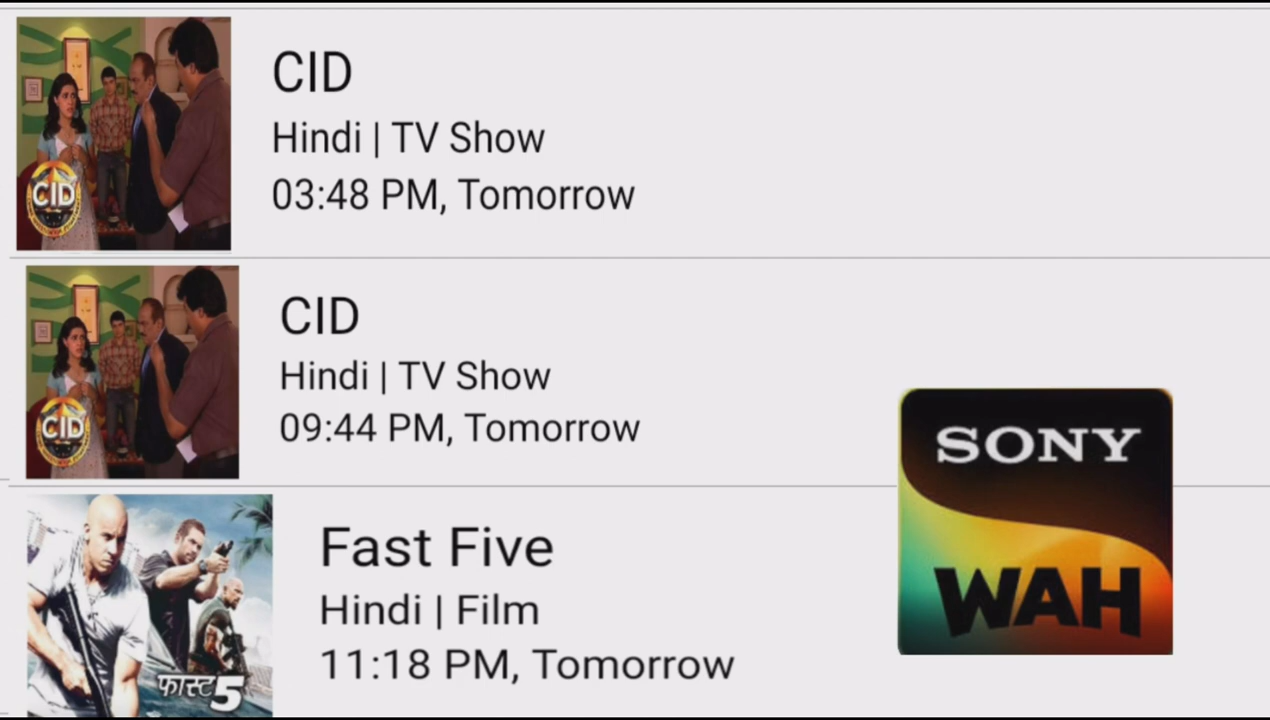 CID
Hindi | TV Show
03:48 PM, Tomorrow
CID
CID
Hindi | TV Show
09:44 PM, Tomorrow
CID
Fast Five
Hindi | Film
11:18 PM, Tomorrow
फास्ट 5
SONY
WAH